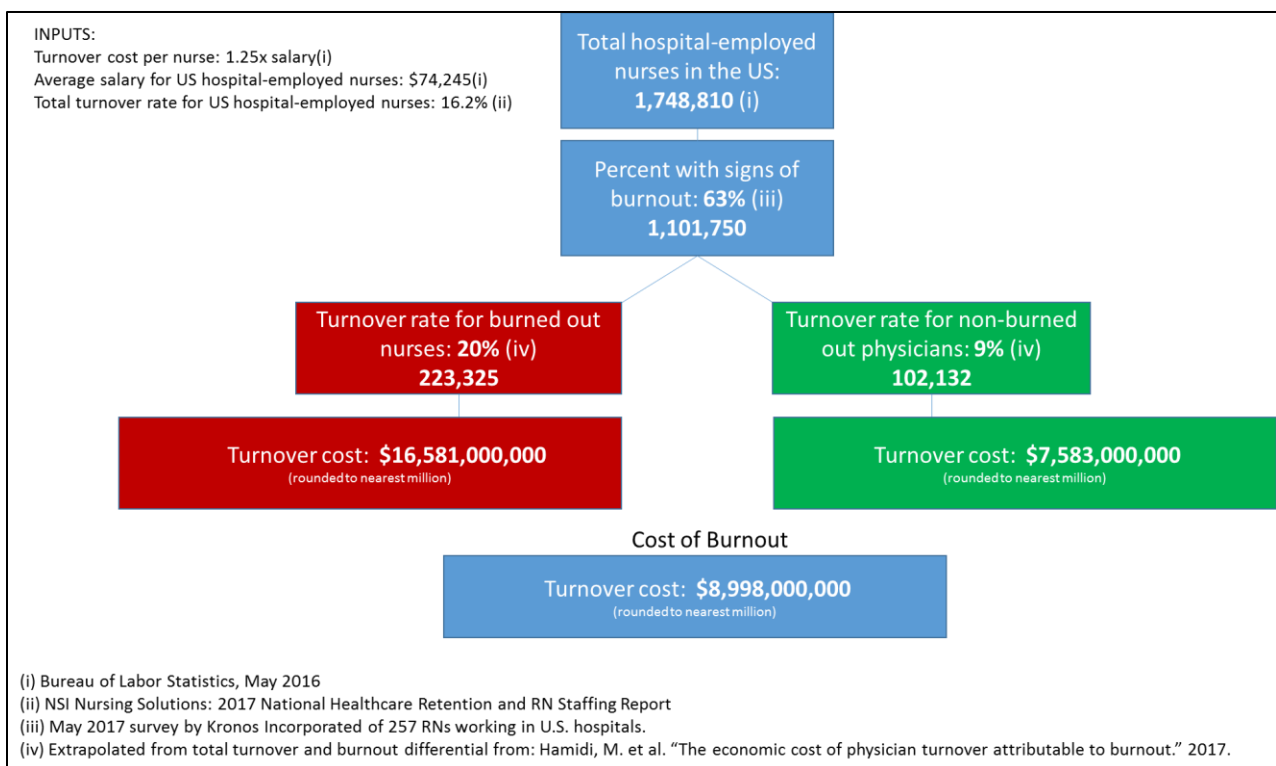 INPUTS:
Turnover cost per nurse: 1.25x salary(i)
Average salary for US hospital-employed nurses: $74,245(i)
Total turnover rate for US hospital-employed nurses: 16.2% (ii)
Total hospital-employed
nurses in the US:
1,748,810 (i)
Percent with signs of
burnout: 63% (iii)
1,101,750
Turnover rate for burned out
nurses: 20% (iv)
223,325
Turnover rate for non-burned
out physicians: 9% (iv)
102,132
Turnover cost: $16,581,000,000
(rounded to nearest million)
Turnover cost: $7,583,000,000
(rounded to nearest million)
Cost of Burnout
Turnover cost: $8,998,000,000
(rounded to nearest million)
(i) Bureau of Labor Statistics, May 2016
(ii) NSI Nursing Solutions: 2017 National Healthcare Retention and RN Staffing Report
(iii) May 2017 survey by Kronos Incorporated of 257 RNs working in U.S. hospitals.
(iv) Extrapolated from total turnover and burnout differential from: Hamidi, M. et al. “The economic cost of physician turnover attributable to burnout.” 2017.